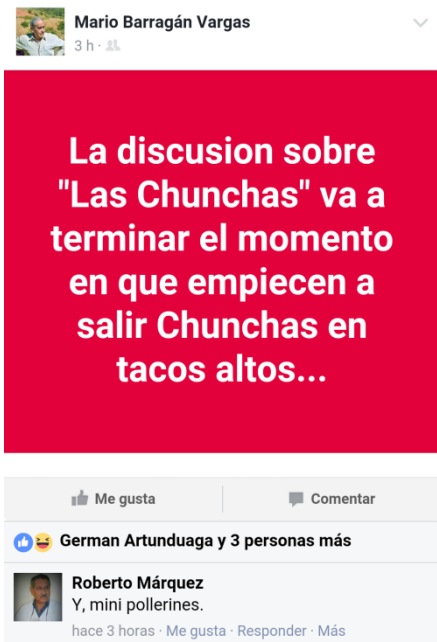 Mario Barragán Vargas
3 h ·
La discusion sobre
"Las Chunchas" va a
terminar el momento
en que empiecen a
salir Chunchas en
tacos altos...
Me gusta
Comentar
German Artunduaga y 3 personas más
Roberto Márquez
Y, mini pollerines.
hace 3 horas · Me gusta · Responder · Más